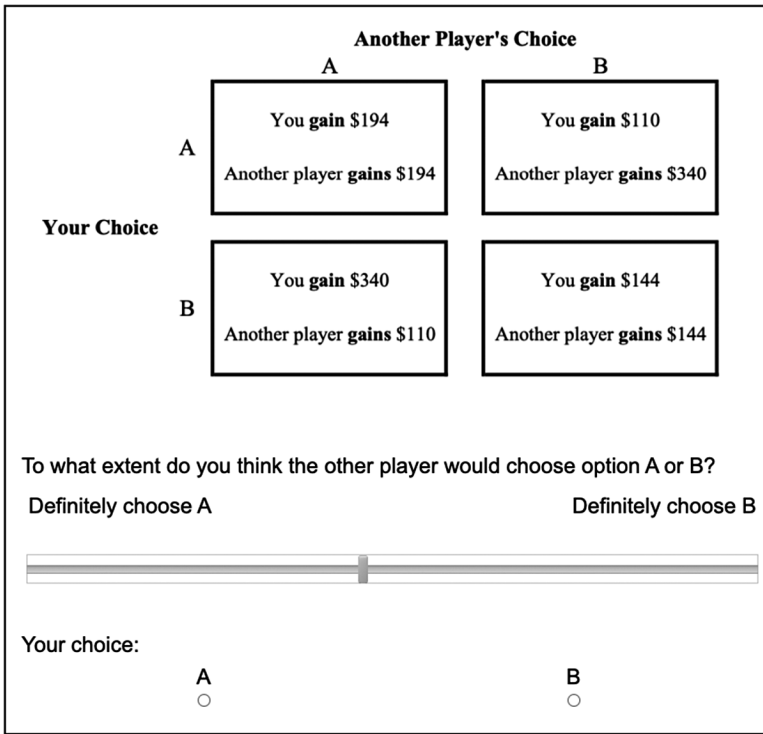 Another Player's Choice
A B
You gain $194 You gain $110
A
Another player gains $194 Another player gains $340
Your Choice
You gain $340 You gain $144
B
Another player gains $110 Another player gains $144
To what extent do you think the other player would choose option A or B?
Definitely choose A Definitely choose B
Your choice:
A B